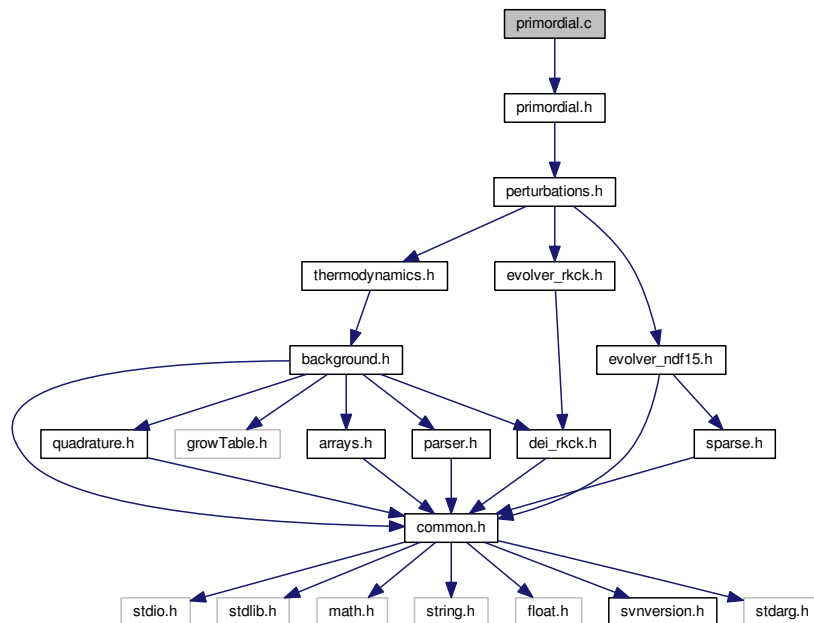 primordial.c
primordial.h
perturbations.h
thermodynamics.h
evolver_rkck.h
background.h
evolver_ndf15.h
quadrature.h
growTable.h
arrays.h
parser.h
dei_rkck.h
sparse.h
common.h
stdio.h
stdlib.h
math.h
string.h
float.h
svnversion.h
stdarg.h